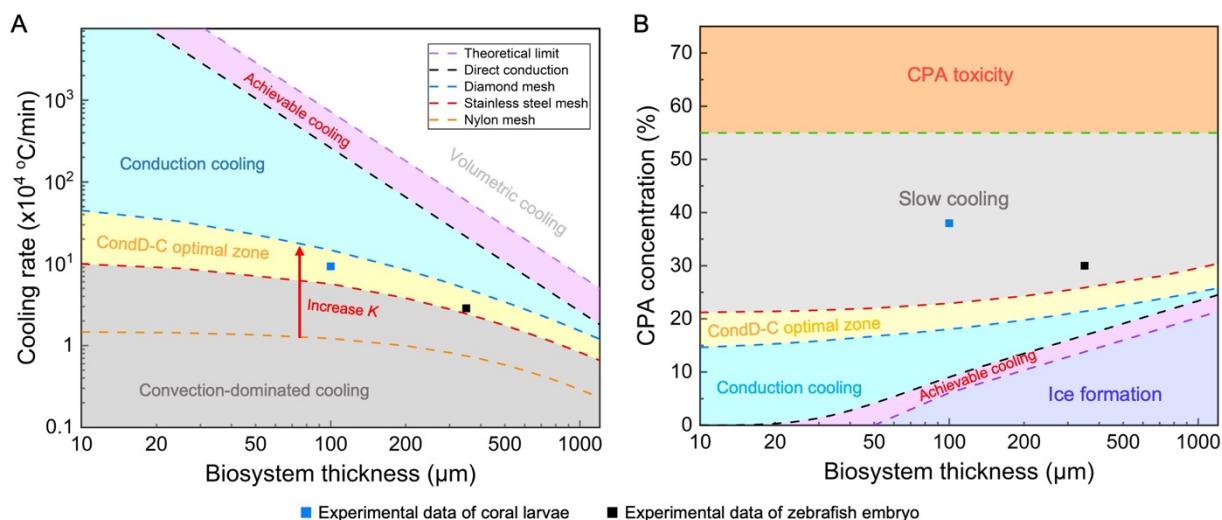 A
Cooling rate (x10⁴ °C/min)
10³
10²
10¹
1
0.1
Theoretical limit
Direct conduction
Diamond mesh
Stainless steel mesh
Nylon mesh
Achievable cooling
Volumetric cooling
Conduction cooling
CondD-C optimal zone
Increase K
Convection-dominated cooling
10 20 50 100 200 500 1000
Biosystem thickness (μm)
B
CPA concentration (%)
70
60
50
40
30
20
10
0
CPA toxicity
Slow cooling
CondD-C optimal zone
Conduction cooling
Achievable cooling
Ice formation
10 20 50 100 200 500 1000
Biosystem thickness (μm)
Experimental data of coral larvae
Experimental data of zebrafish embryo